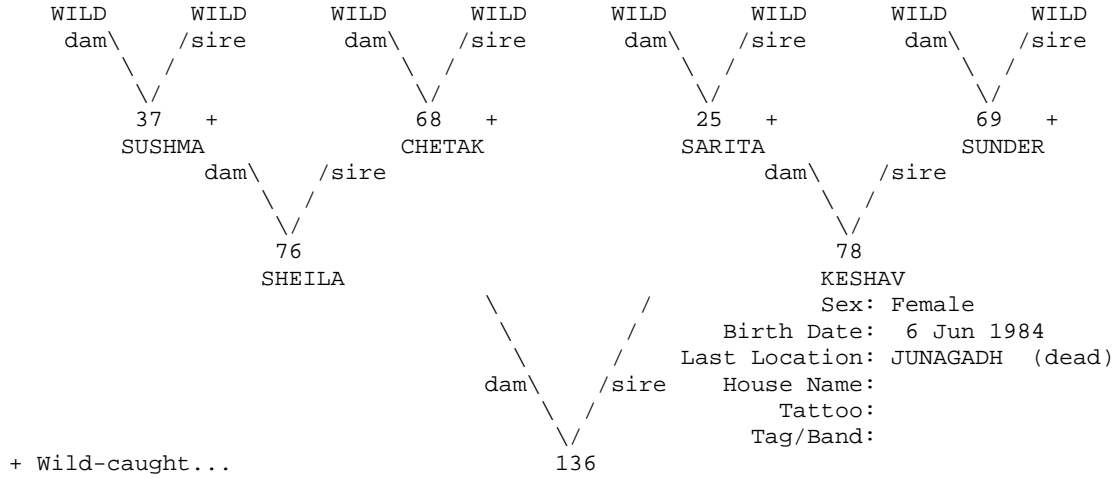 WILD WILD WILD WILD WILD WILD WILD WILD
dam\ /sire dam\ /sire dam\ /sire dam\ /sire
\ / \ / \ / \ /
\/ \/ \/ \/
37 + 68 + 25 + 69 +
SUSHMA CHETAK SARITA SUNDER
dam\ /sire dam\ /sire
\ / \ /
\/ \/
76 78
SHEILA KESHAV
\ / Sex: Female
\ / Birth Date: 6 Jun 1984
\ / Last Location: JUNAGADH (dead)
dam\ /sire House Name:
\ / Tattoo:
\/ Tag/Band:
+ Wild-caught... 136